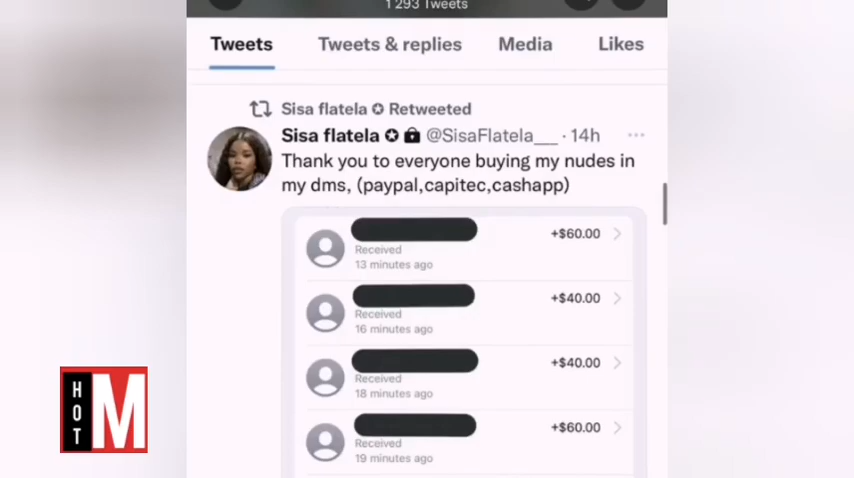 1 293 Tweets
Tweets
Tweets & replies
Media
Likes
Sisa flatela Retweeted
Sisa flatela @SisaFlatela__ · 14h
Thank you to everyone buying my nudes in
my dms, (paypal,capitec,cashapp)
+$60.00
Received
13 minutes ago
+$40.00
Received
16 minutes ago
+$40.00
Received
18 minutes ago
+$60.00
Received
19 minutes ago
HOT
M